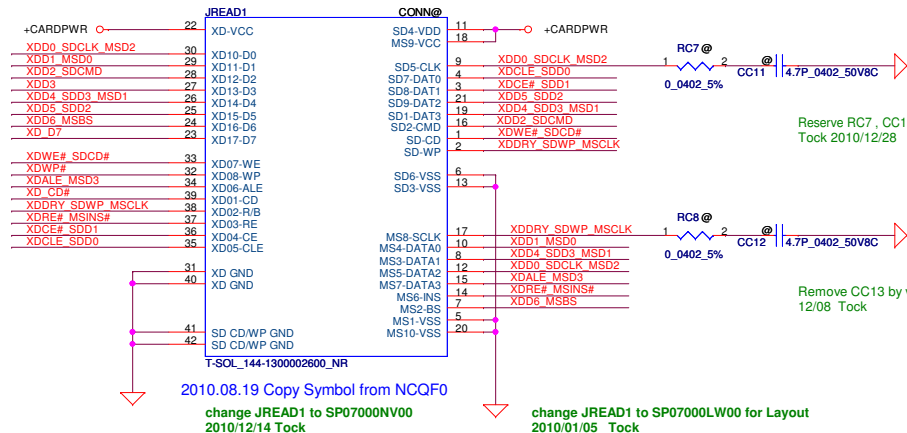 JREAD1 CONN@
+CARDPWR 22 XD-VCC
XDD0_SDCLK_MSD2 30 XD10-D0
XDD1_MSD0 29 XD11-D1
XDD2_SDCMD 28 XD12-D2
XDD3 27 XD13-D3
XDD4_SDD3_MSD1 26 XD14-D4
XDD5_SDD2 25 XD15-D5
XDD6_MSBS 24 XD16-D6
XD_D7 23 XD17-D7
XDWE#_SDCD# 33 XD07-WE
XDWP# 32 XD08-WP
XDALE_MSD3 34 XD06-ALE
XD_CD# 39 XD01-CD
XDDRY_SDWP_MSCLK 38 XD02-R/B
XDRE#_MSINS# 37 XD03-RE
XDCE#_SDD1 36 XD04-CE
XDCLE_SDD0 35 XD05-CLE
31 XD GND
40 XD GND
41 SD CD/WP GND
42 SD CD/WP GND
SD4-VDD 11 +CARDPWR
MS9-VCC 18
SD5-CLK 9 XDD0_SDCLK_MSD2
SD7-DAT0 4 XDCLE_SDD0
SD8-DAT1 3 XDCE#_SDD1
SD9-DAT2 21 XDD5_SDD2
SD1-DAT3 19 XDD4_SDD3_MSD1
SD2-CMD 16 XDD2_SDCMD
SD-CD 1 XDWE#_SDCD#
SD-WP 2 XDDRY_SDWP_MSCLK
SD6-VSS 6
SD3-VSS 13
MS8-SCLK 17 XDDRY_SDWP_MSCLK
MS4-DATA0 10 XDD1_MSD0
MS3-DATA1 8 XDD4_SDD3_MSD1
MS5-DATA2 12 XDD0_SDCLK_MSD2
MS7-DATA3 15 XDALE_MSD3
MS6-INS 14 XDRE#_MSINS#
MS2-BS 7 XDD6_MSBS
MS1-VSS 5
MS10-VSS 20
T-SOL_144-1300002600_NR
RC7 @
1 2
0_0402_5%
@
CC11 4.7P_0402_50V8C
Reserve RC7 , CC1
Tock 2010/12/28
RC8 @
1 2
0_0402_5%
@
CC12 4.7P_0402_50V8C
Remove CC13 by
12/08 Tock
2010.08.19 Copy Symbol from NCQF0
change JREAD1 to SP07000NV00
2010/12/14 Tock
change JREAD1 to SP07000LW00 for Layout
2010/01/05 Tock